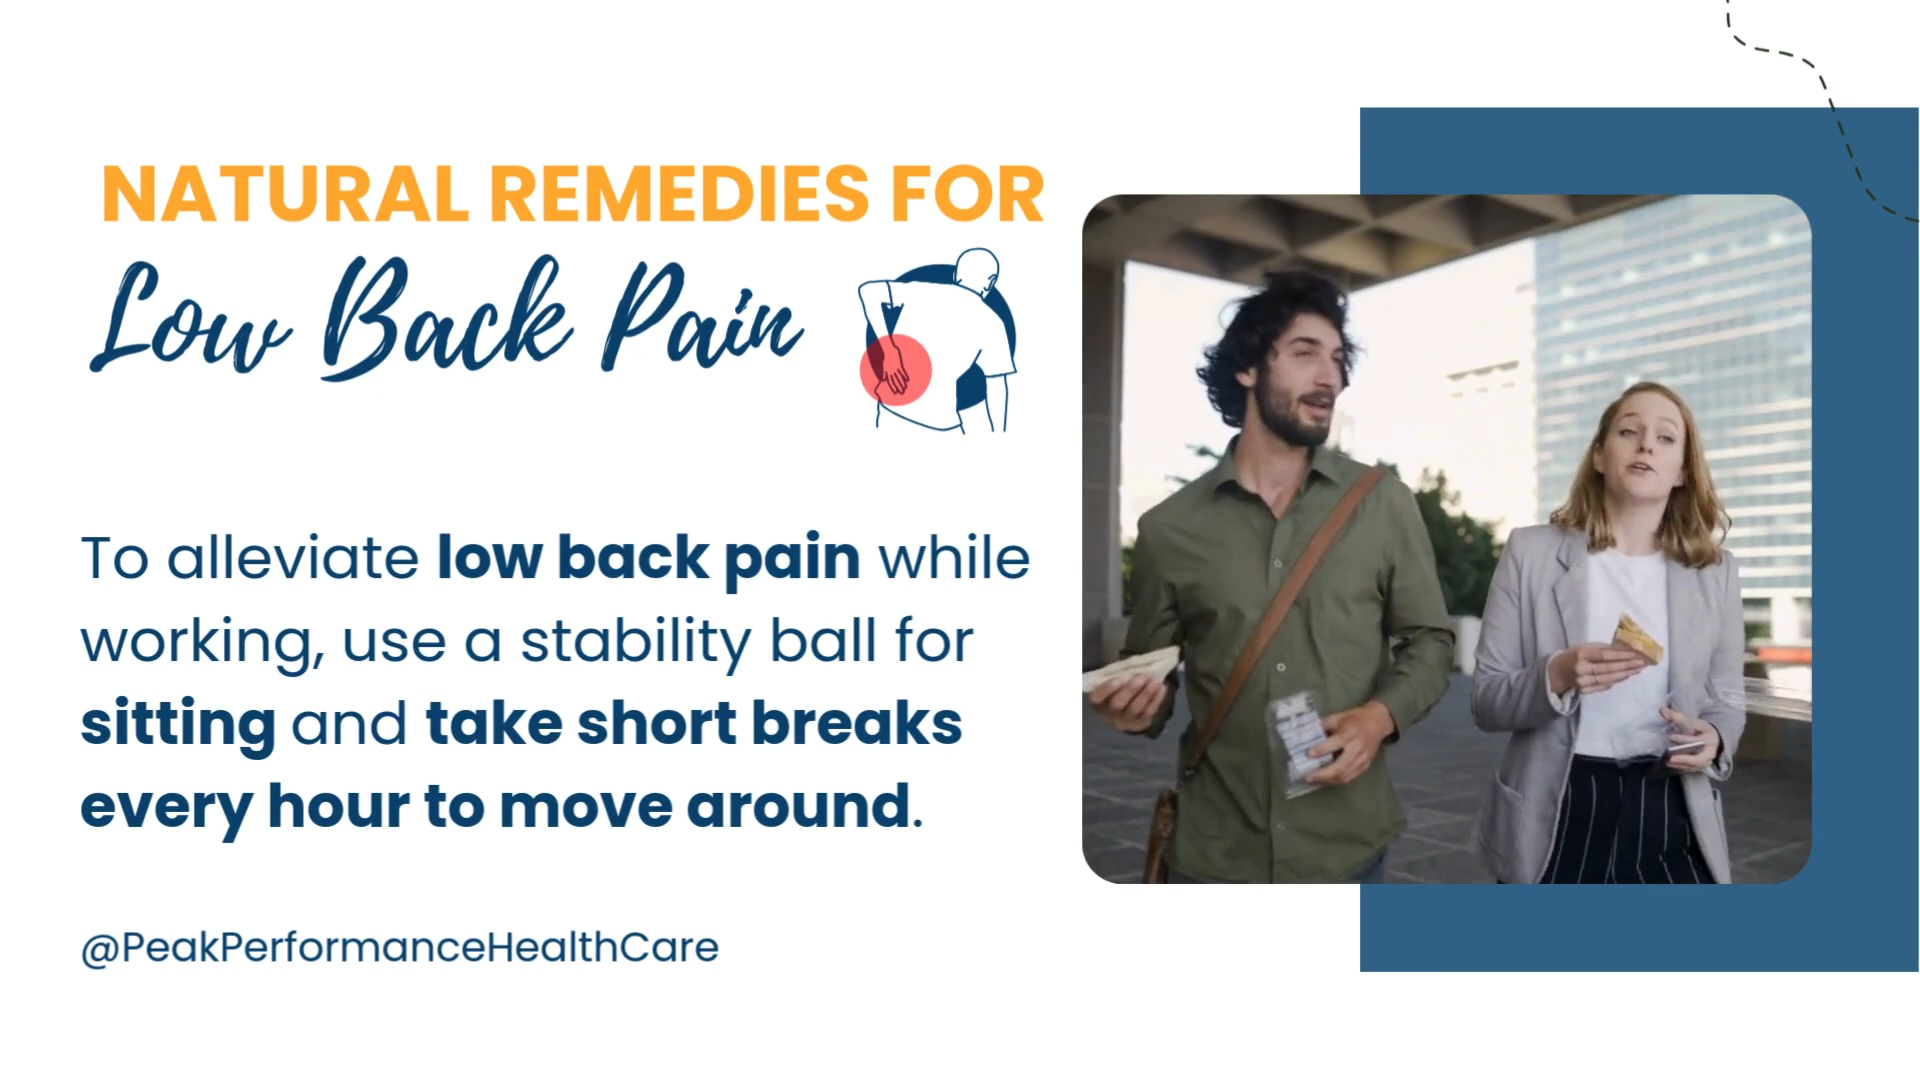 NATURAL REMEDIES FOR
Low Back Pain
To alleviate low back pain while
working, use a stability ball for
sitting and take short breaks
every hour to move around.
@PeakPerformanceHealthCare